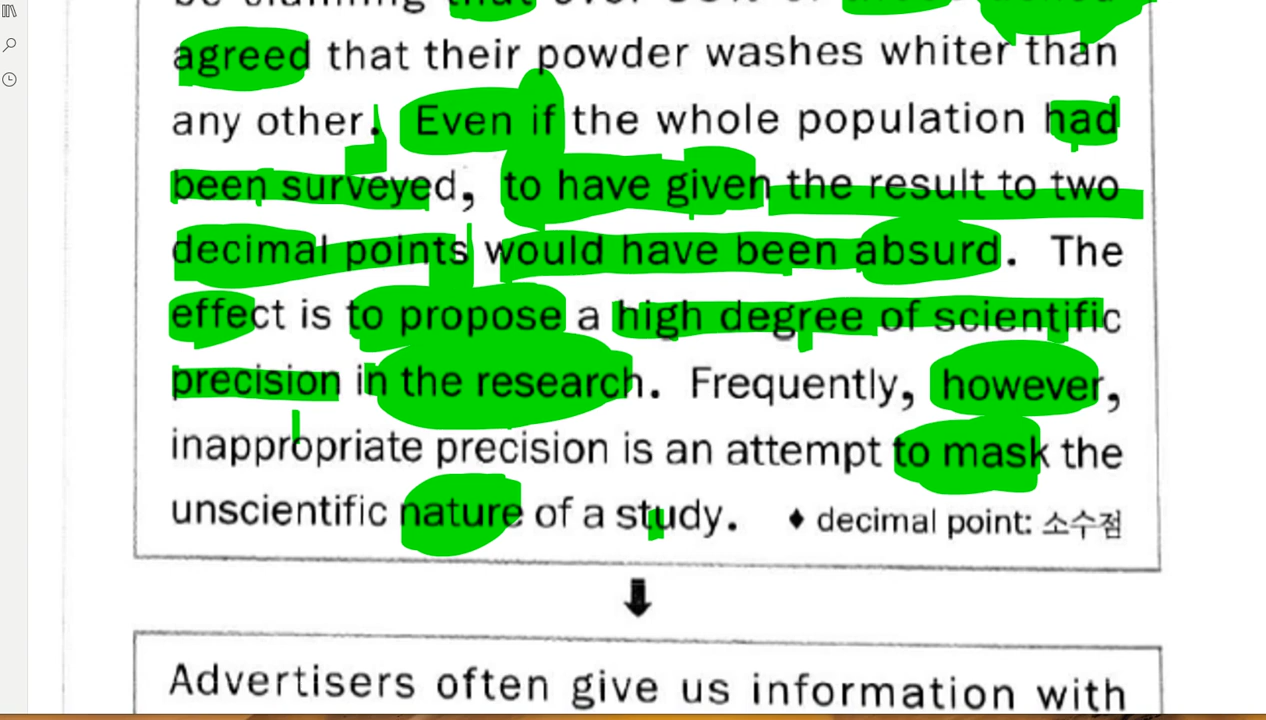 agreed that their powder washes whiter than
any other. Even if the whole population had
been surveyed, to have given the result to two
decimal points would have been absurd. The
effect is to propose a high degree of scientific
precision in the research. Frequently, however,
inappropriate precision is an attempt to mask the
unscientific nature of a study. ♦ decimal point: 소수점
Advertisers often give us information with